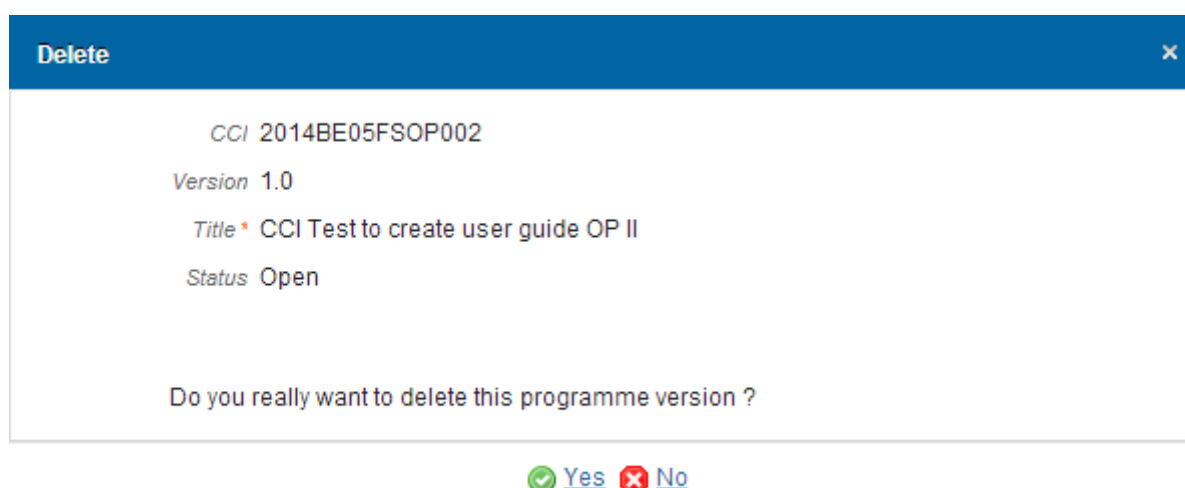 Delete ×
CCI 2014BE05FSOP002
Version 1.0
Title * CCI Test to create user guide OP II
Status Open
Do you really want to delete this programme version ?
Yes No